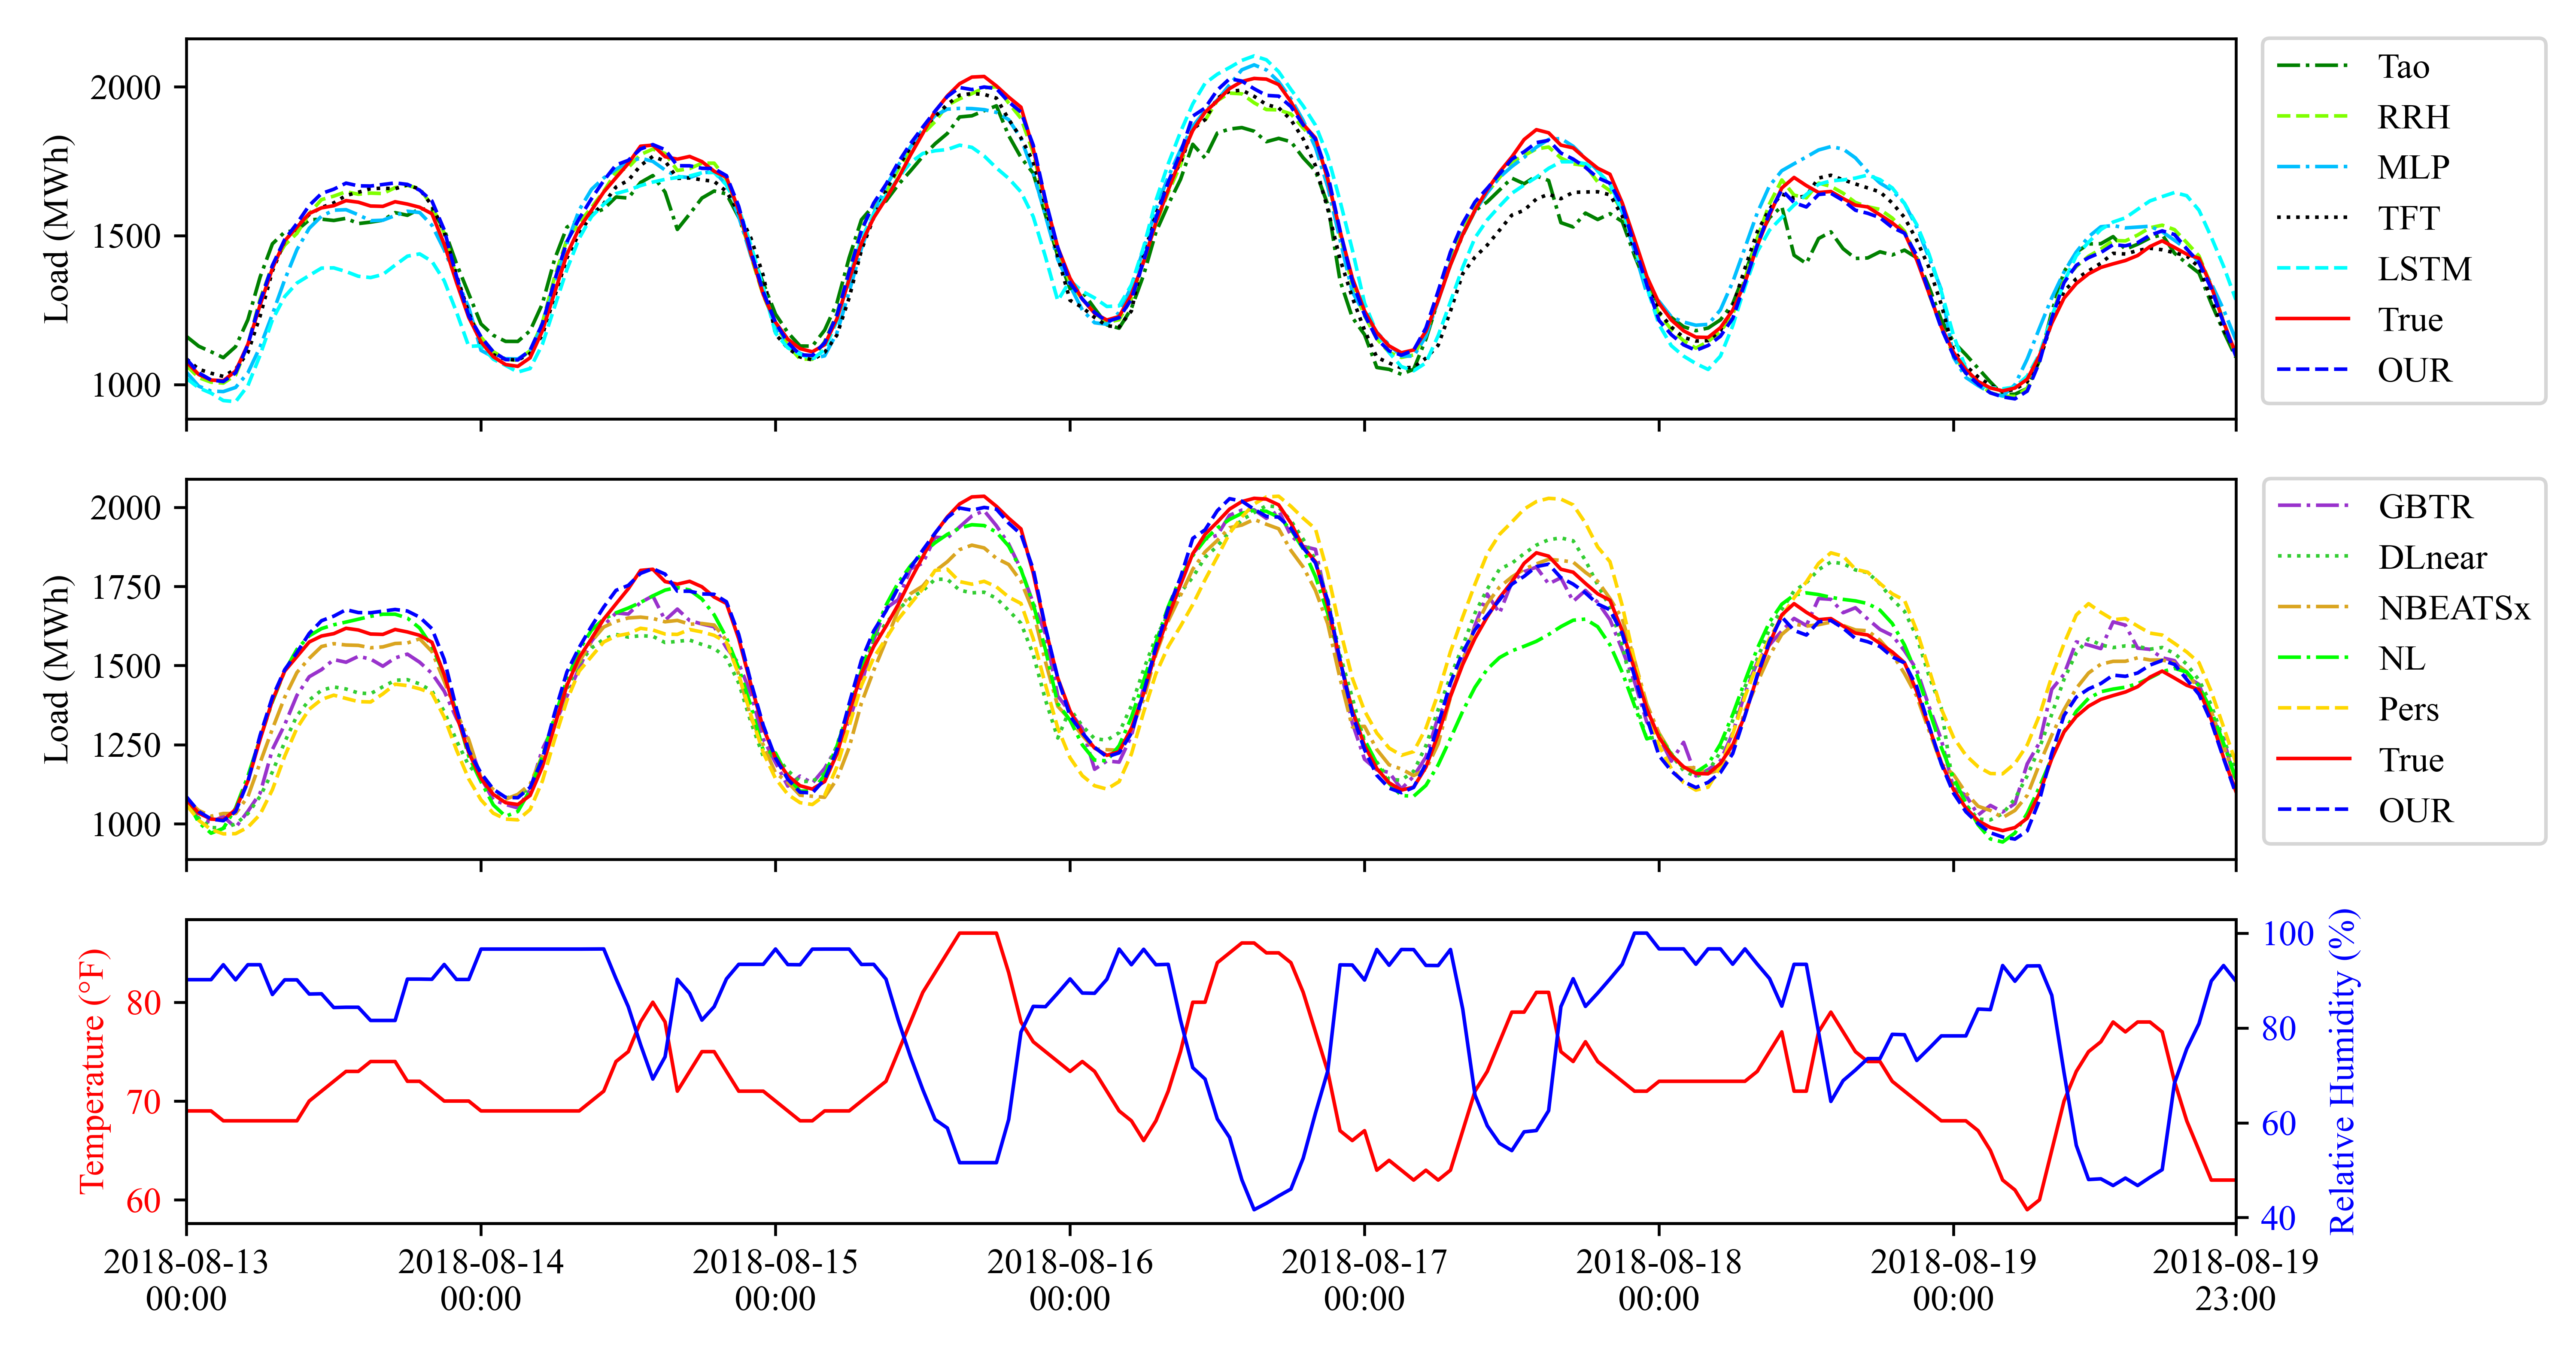 Load (MWh)
2000
1500
1000
Tao
RRH
MLP
TFT
LSTM
True
OUR
Load (MWh)
2000
1750
1500
1250
1000
GBTR
DLnear
NBEATSx
NL
Pers
True
OUR
Temperature (°F)
80
70
60
100
80
60
40
Relative Humidity (%)
2018-08-13 2018-08-14 2018-08-15 2018-08-16 2018-08-17 2018-08-18 2018-08-19 2018-08-19
00:00 00:00 00:00 00:00 00:00 00:00 00:00 23:00